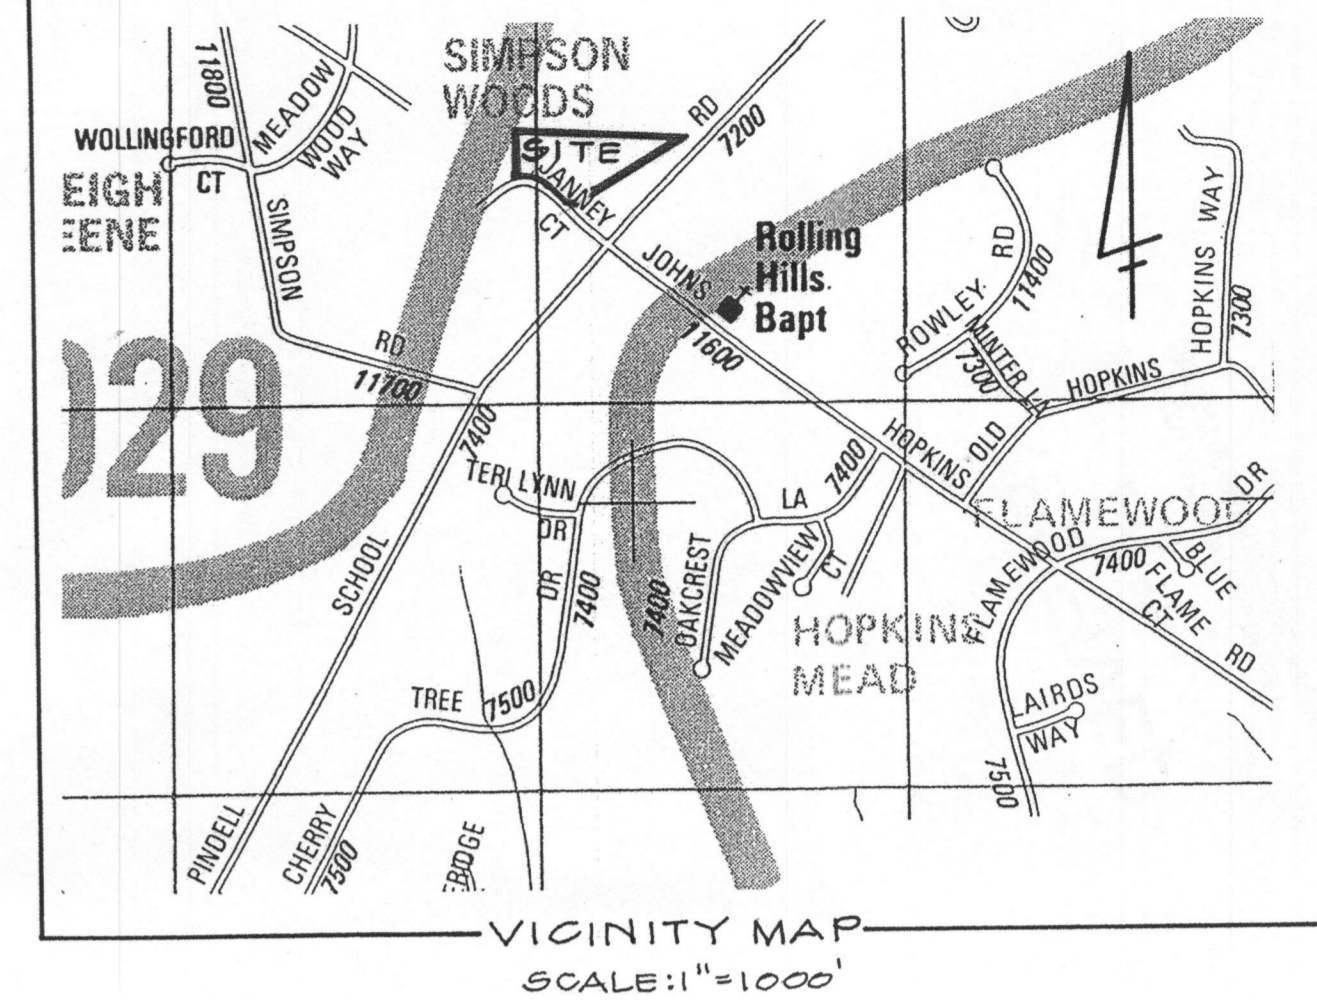 SIMPSON
WOODS
11800
MEADOW
WOOD
WAY
WOLLINGFORD
CT
EIGH
EENE
SIMPSON
RD
11700
SITE
JANNEY
CT
RD
7200
Rolling
Hills.
Bapt
JOHNS
11600
HOPKINS
RD
11400
ROWLEY.
MINTER LA
7300
HOPKINS WAY
7300
HOPKINS
OLD
029
7400
TERI LYNN
DR
DR
7400
SCHOOL
PINDELL
TREE
7500
CHERRY
7500
7400
LA
7400
OAKCREST
MEADOWVIEW
CT
HOPKINS
MEAD
FLAMEWOOD
DR
FLAMEWOOD
7400
BLUE
FLAME
CT
RD
LAIRDS
WAY
7500
VICINITY MAP
SCALE:1"=1000'